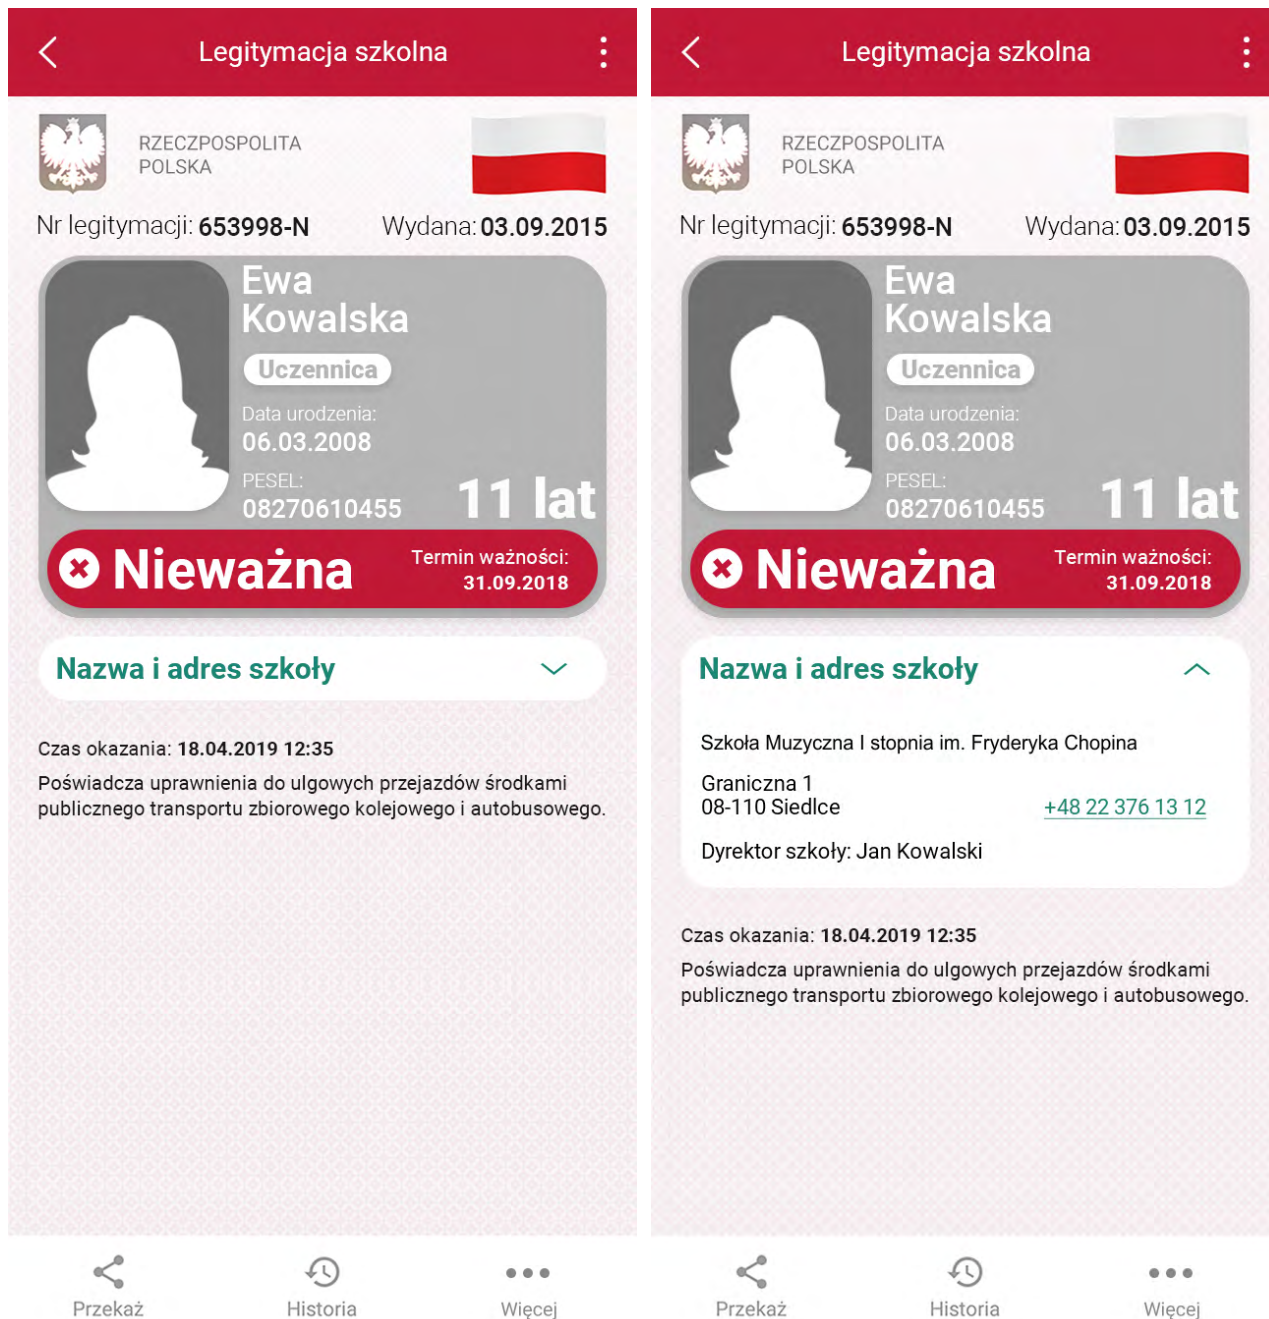 Legitymacja szkolna
RZECZPOSPOLITA
POLSKA
Nr legitymacji: 653998-N Wydana: 03.09.2015
Ewa
Kowalska
Uczennica
Data urodzenia:
06.03.2008
PESEL:
08270610455
11 lat
Nieważna
Termin ważności:
31.09.2018
Nazwa i adres szkoły
Czas okazania: 18.04.2019 12:35
Poświadcza uprawnienia do ulgowych przejazdów środkami
publicznego transportu zbiorowego kolejowego i autobusowego.
Przekaż Historia Więcej
Legitymacja szkolna
RZECZPOSPOLITA
POLSKA
Nr legitymacji: 653998-N Wydana: 03.09.2015
Ewa
Kowalska
Uczennica
Data urodzenia:
06.03.2008
PESEL:
08270610455
11 lat
Nieważna
Termin ważności:
31.09.2018
Nazwa i adres szkoły
Szkoła Muzyczna I stopnia im. Fryderyka Chopina
Graniczna 1
08-110 Siedlce +48 22 376 13 12
Dyrektor szkoły: Jan Kowalski
Czas okazania: 18.04.2019 12:35
Poświadcza uprawnienia do ulgowych przejazdów środkami
publicznego transportu zbiorowego kolejowego i autobusowego.
Przekaż Historia Więcej